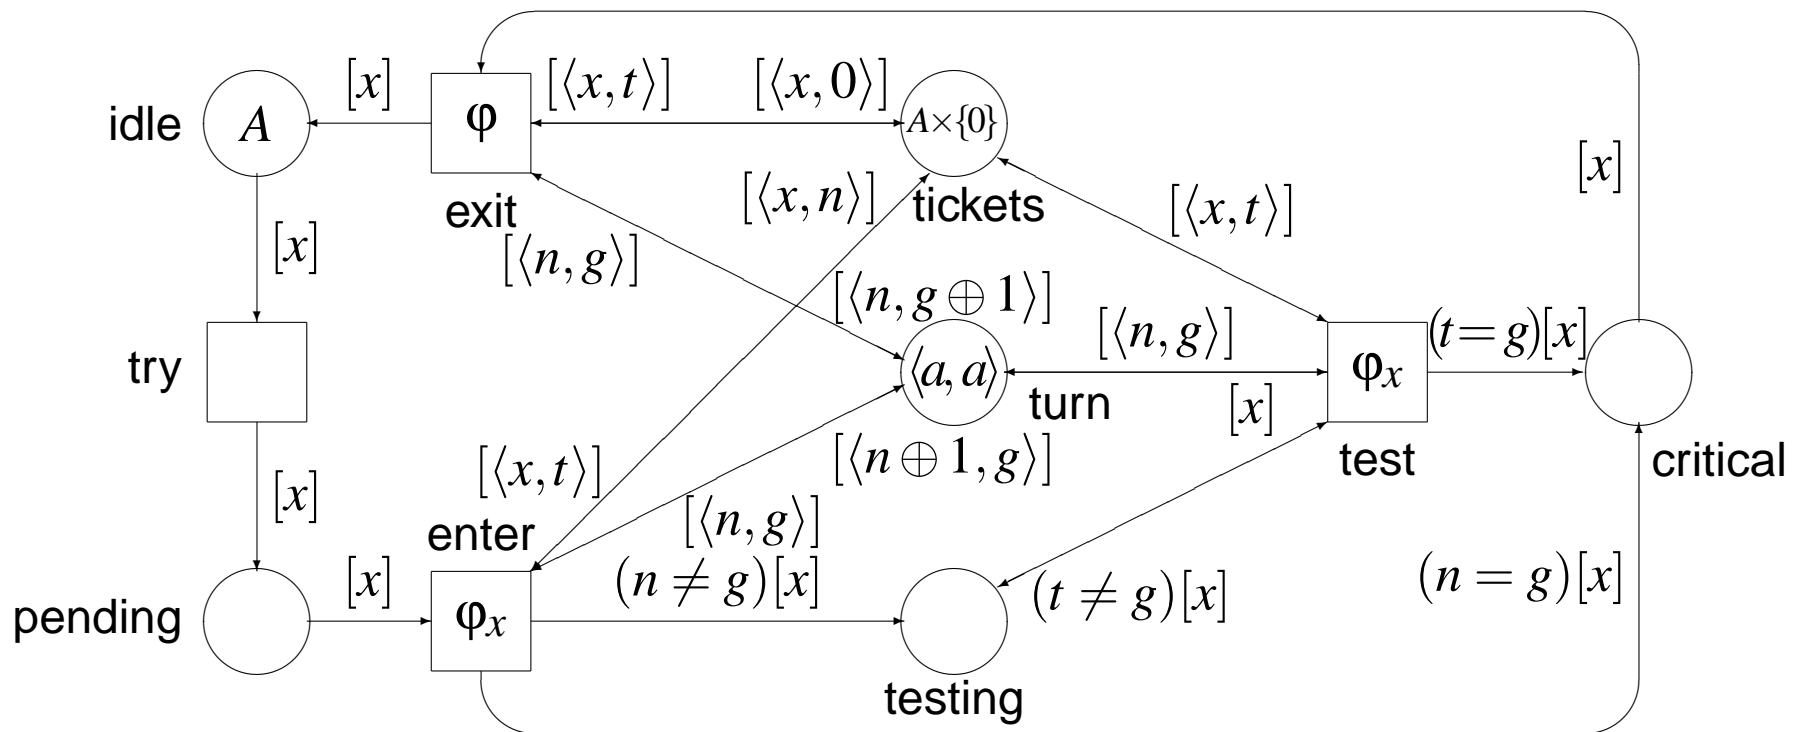 [x]
φ
[⟨x, t⟩]
[⟨x, 0⟩]
idle
A
A×{0}
exit
[⟨x, n⟩]
tickets
[⟨x, t⟩]
[x]
[x]
[⟨n, g⟩]
[⟨n, g ⊕ 1⟩]
try
⟨a, a⟩
[⟨n, g⟩]
turn
[x]
φx
(t = g)[x]
test
critical
[x]
[⟨x, t⟩]
[⟨n ⊕ 1, g⟩]
enter
[⟨n, g⟩]
pending
[x]
φx
(n ≠ g)[x]
(t ≠ g)[x]
(n = g)[x]
testing